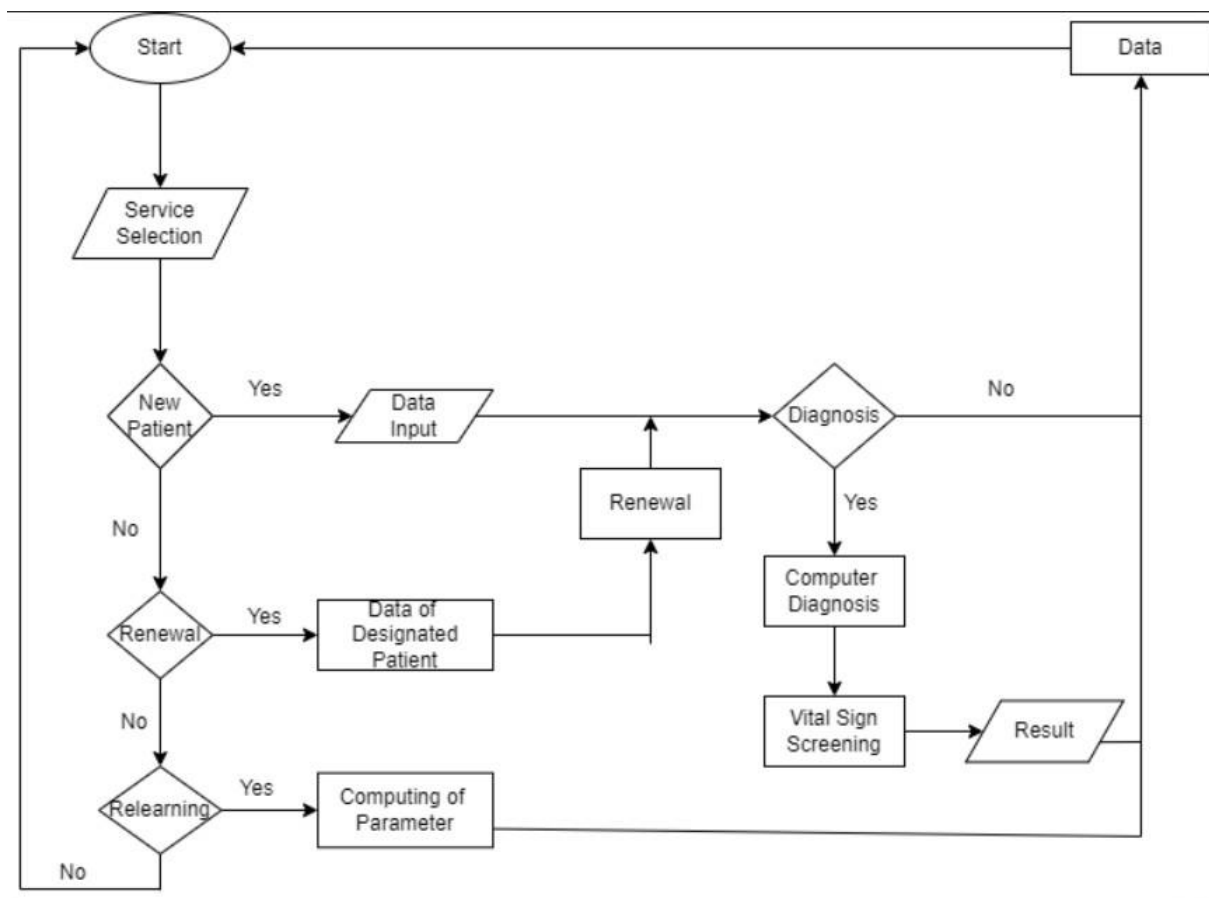 Start
Data
Service
Selection
New
Patient
Yes
Data
Input
Diagnosis
No
No
Renewal
Yes
Computer
Diagnosis
Renewal
Yes
Data of
Designated
Patient
No
Vital Sign
Screening
Result
Relearning
Yes
Computing of
Parameter
No